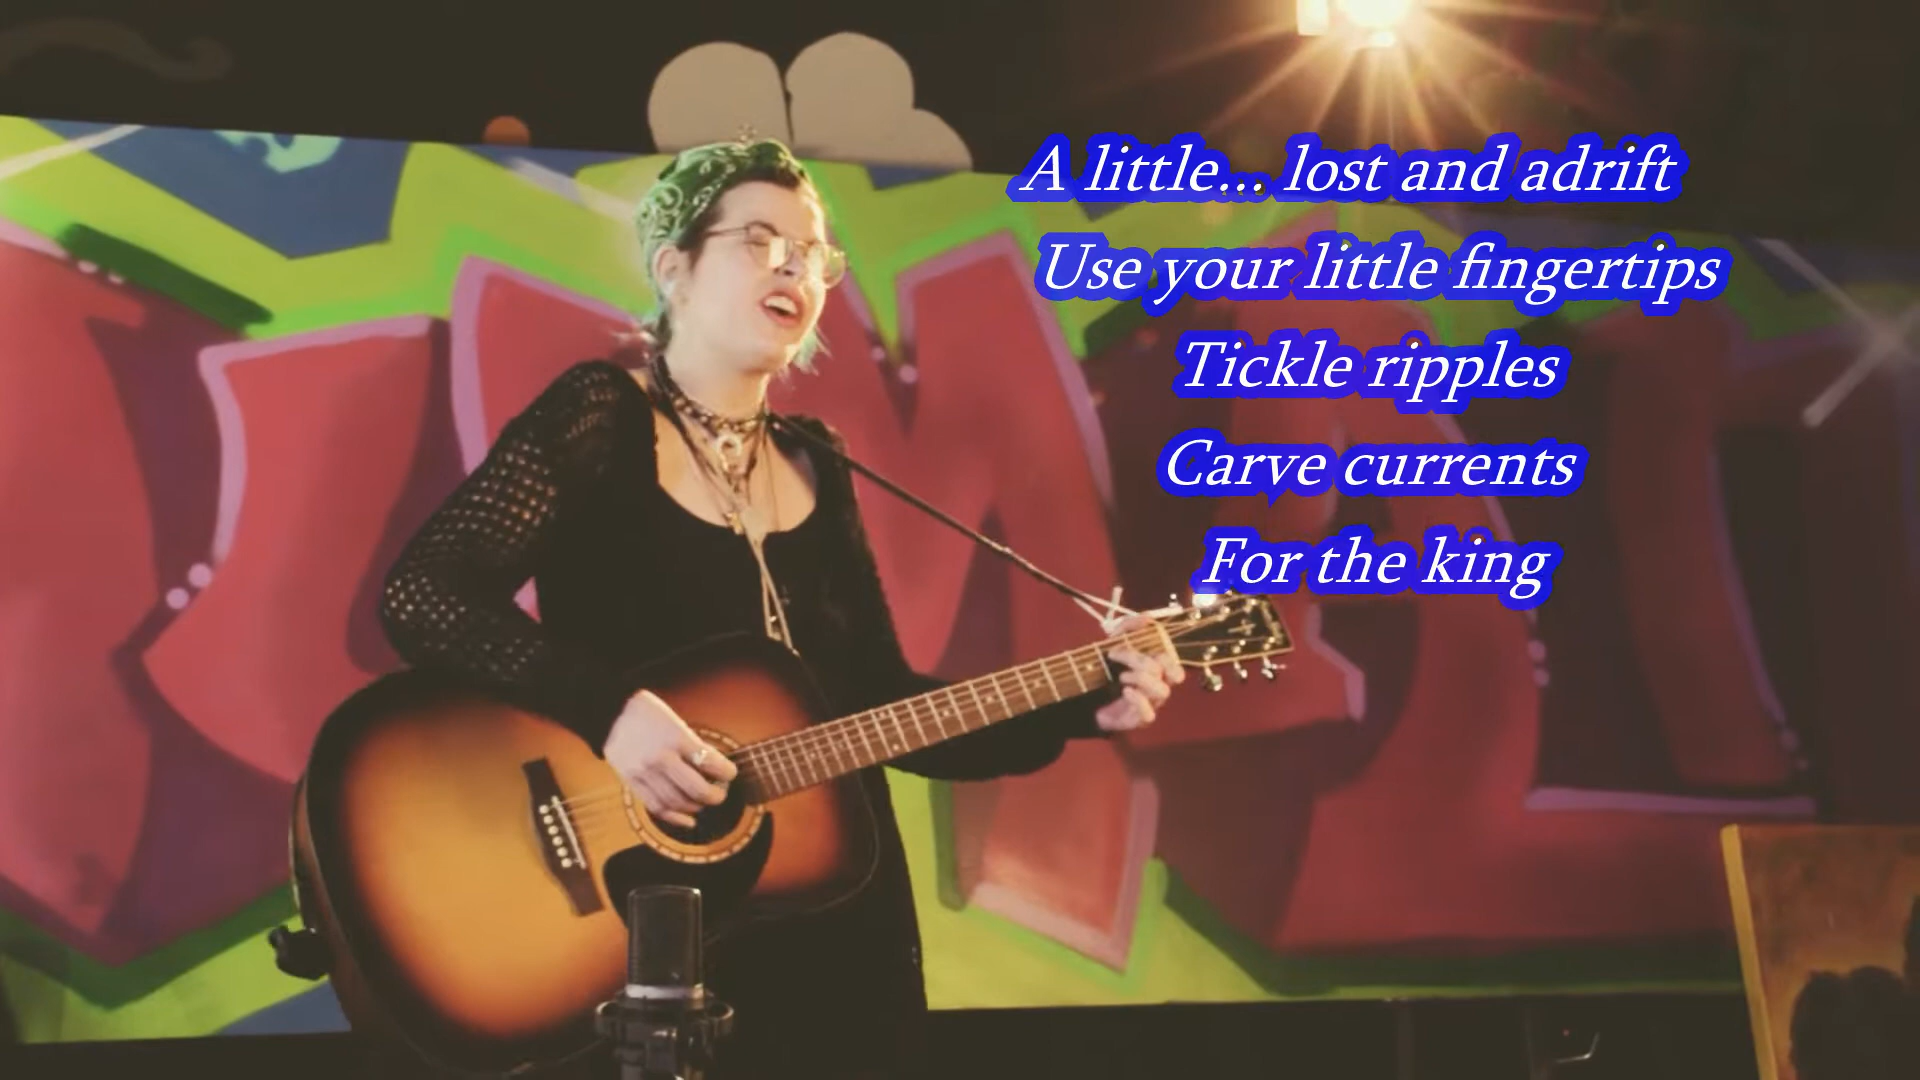 A little... lost and adrift
Use your little fingertips
Tickle ripples
Carve currents
For the king